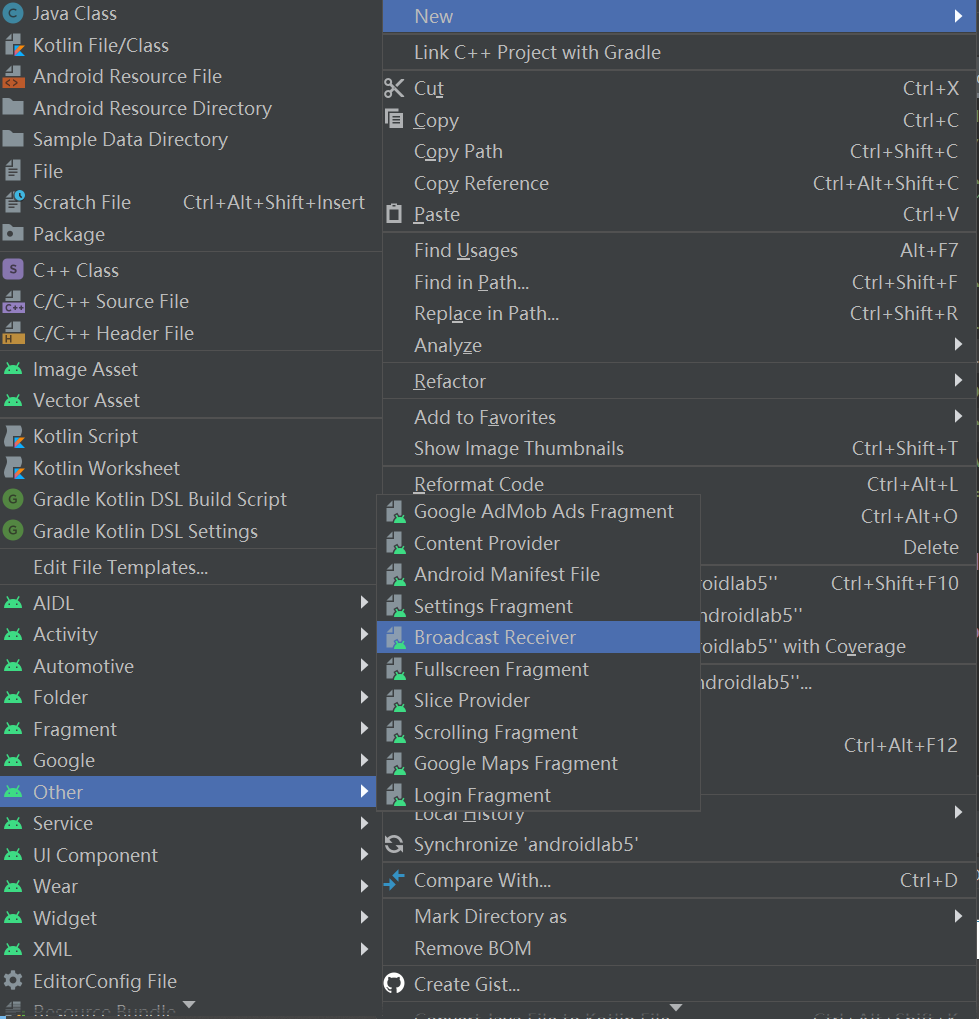 Java Class
Kotlin File/Class
Android Resource File
Android Resource Directory
Sample Data Directory
File
Scratch File Ctrl+Alt+Shift+Insert
Package
C++ Class
C/C++ Source File
C/C++ Header File
Image Asset
Vector Asset
Kotlin Script
Kotlin Worksheet
Gradle Kotlin DSL Build Script
Gradle Kotlin DSL Settings
Edit File Templates...
AIDL
Activity
Automotive
Folder
Fragment
Google
Other
Service
UI Component
Wear
Widget
XML
EditorConfig File
Resource Bundle
New
Link C++ Project with Gradle
Cut Ctrl+X
Copy Ctrl+C
Copy Path Ctrl+Shift+C
Copy Reference Ctrl+Alt+Shift+C
Paste Ctrl+V
Find Usages Alt+F7
Find in Path... Ctrl+Shift+F
Replace in Path... Ctrl+Shift+R
Analyze
Refactor
Add to Favorites
Show Image Thumbnails Ctrl+Shift+T
Reformat Code Ctrl+Alt+L
Ctrl+Alt+O
Delete
roidlab5'' Ctrl+Shift+F10
ndroidlab5''
roidlab5'' with Coverage
ndroidlab5''...
Ctrl+Alt+F12
Google AdMob Ads Fragment
Content Provider
Android Manifest File
Settings Fragment
Broadcast Receiver
Fullscreen Fragment
Slice Provider
Scrolling Fragment
Google Maps Fragment
Login Fragment
Local History
Synchronize 'androidlab5'
Compare With... Ctrl+D
Mark Directory as
Remove BOM
Create Gist...